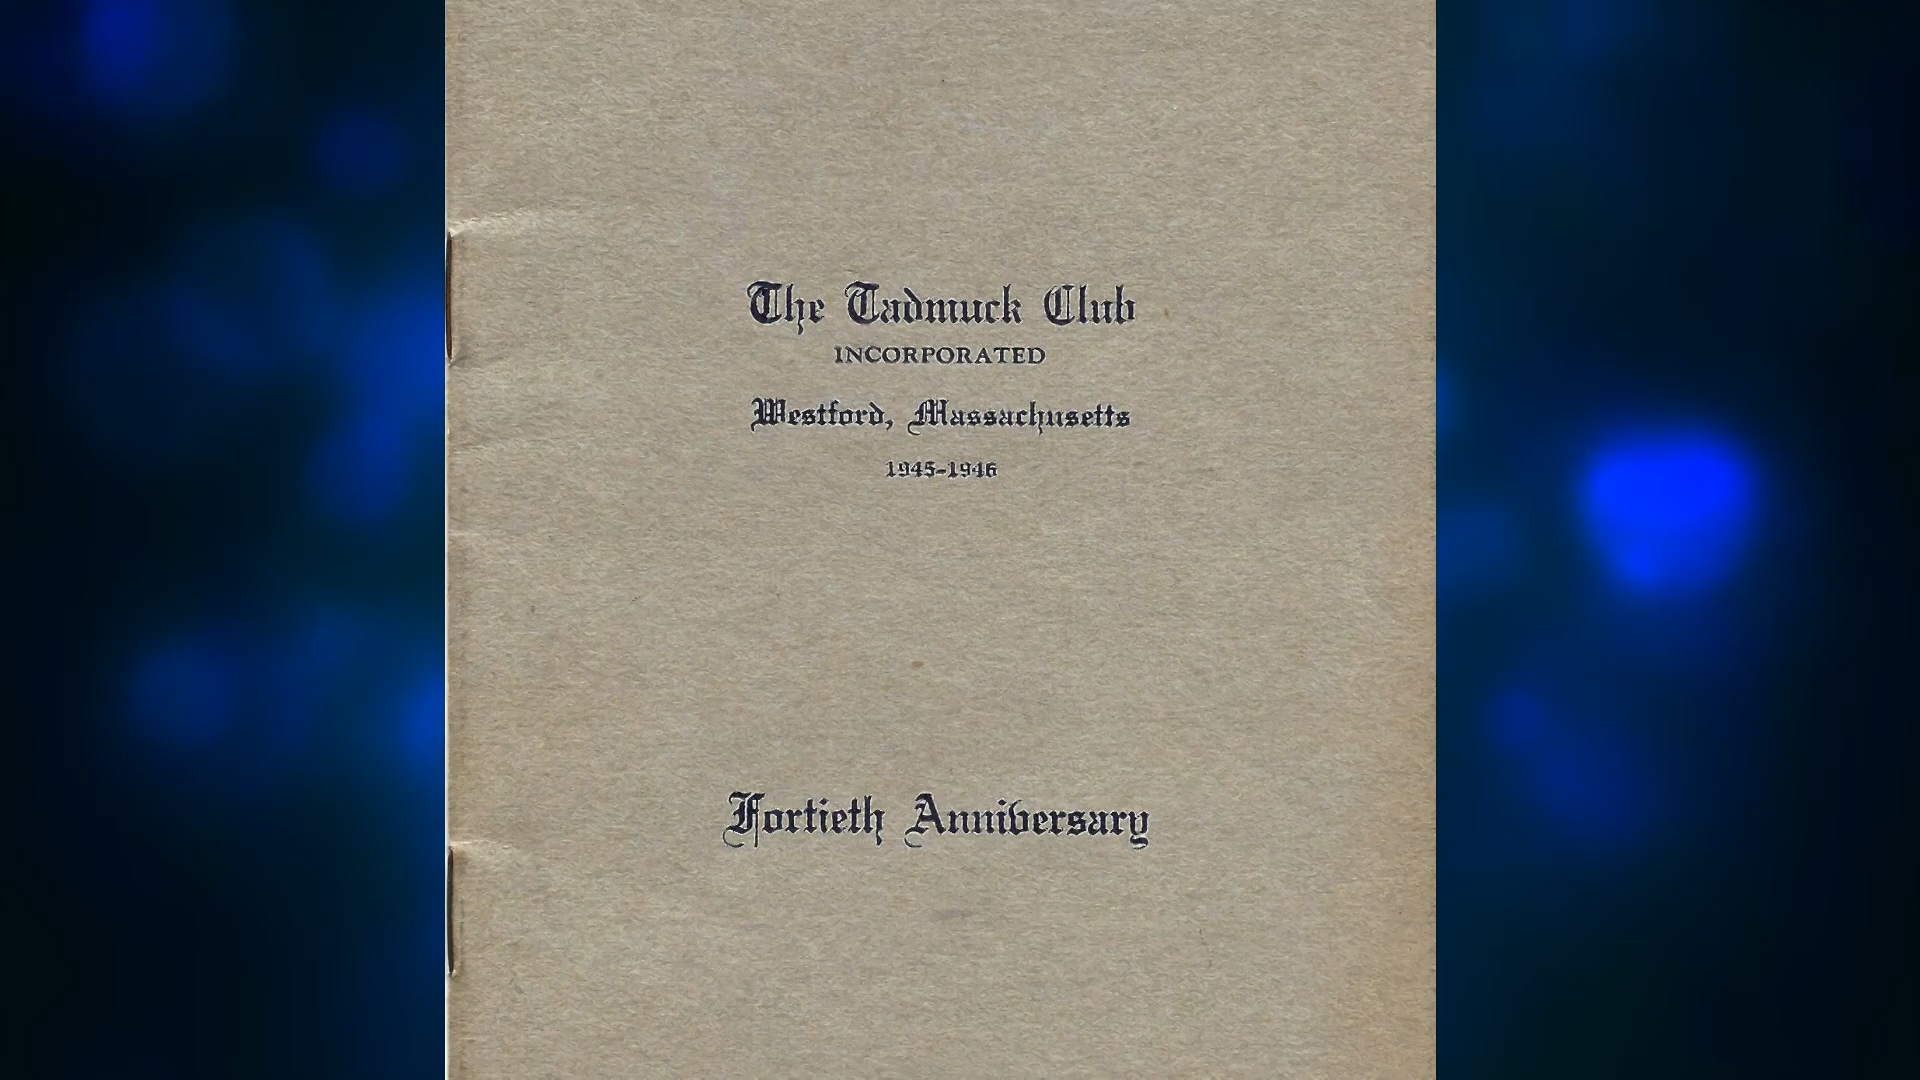 The Tadmuck Club
INCORPORATED
Westford, Massachusetts
1945-1946
Fortieth Anniversary